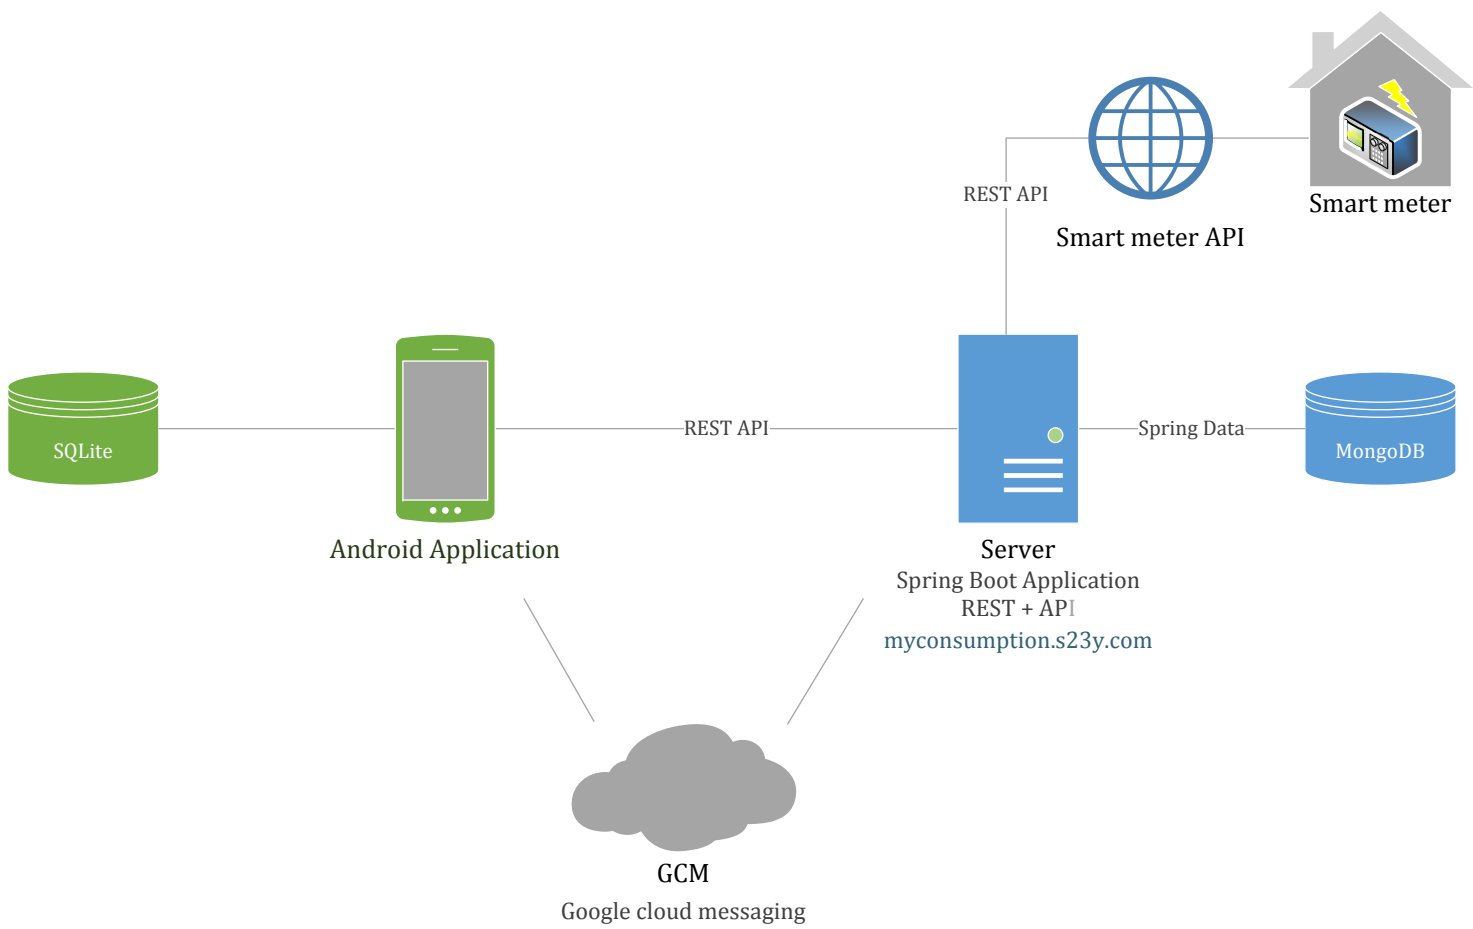 REST API
Smart meter
Smart meter API
SQLite
REST API
Spring Data
MongoDB
Android Application
Server
Spring Boot Application
REST + API
myconsumption.s23y.com
GCM
Google cloud messaging